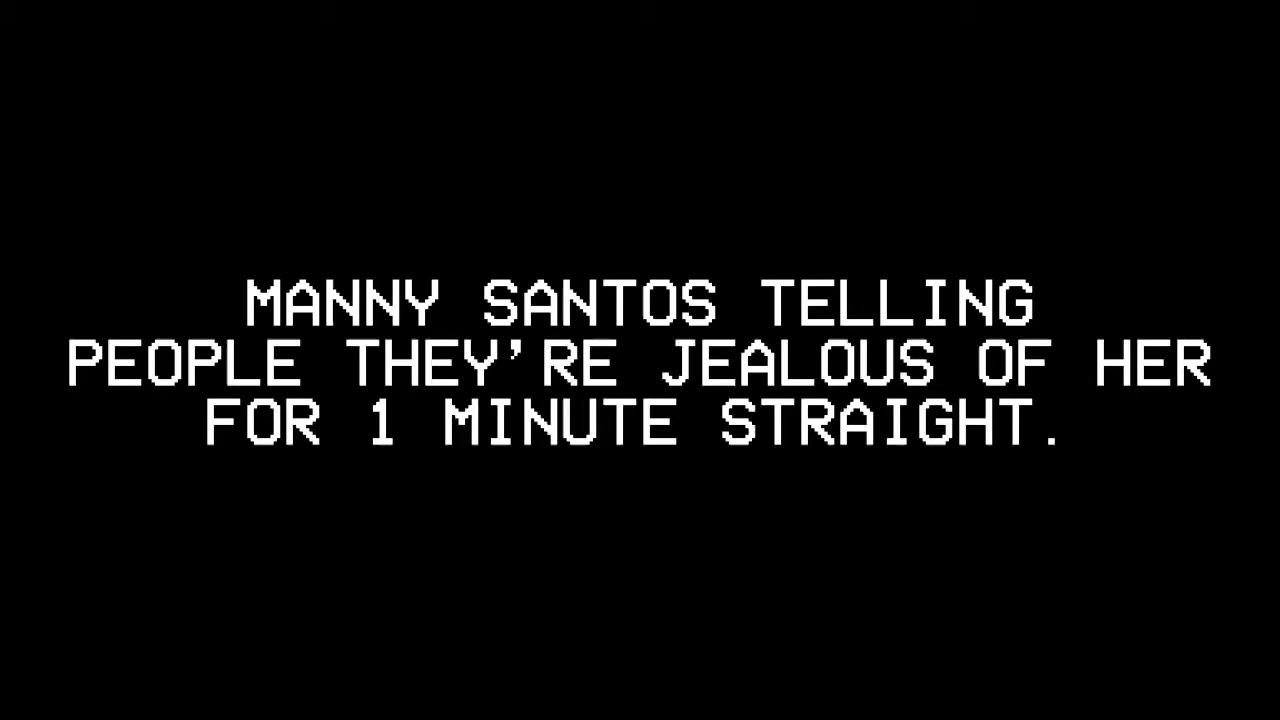 MANNY SANTOS TELLING
PEOPLE THEY'RE JEALOUS OF HER
FOR 1 MINUTE STRAIGHT.